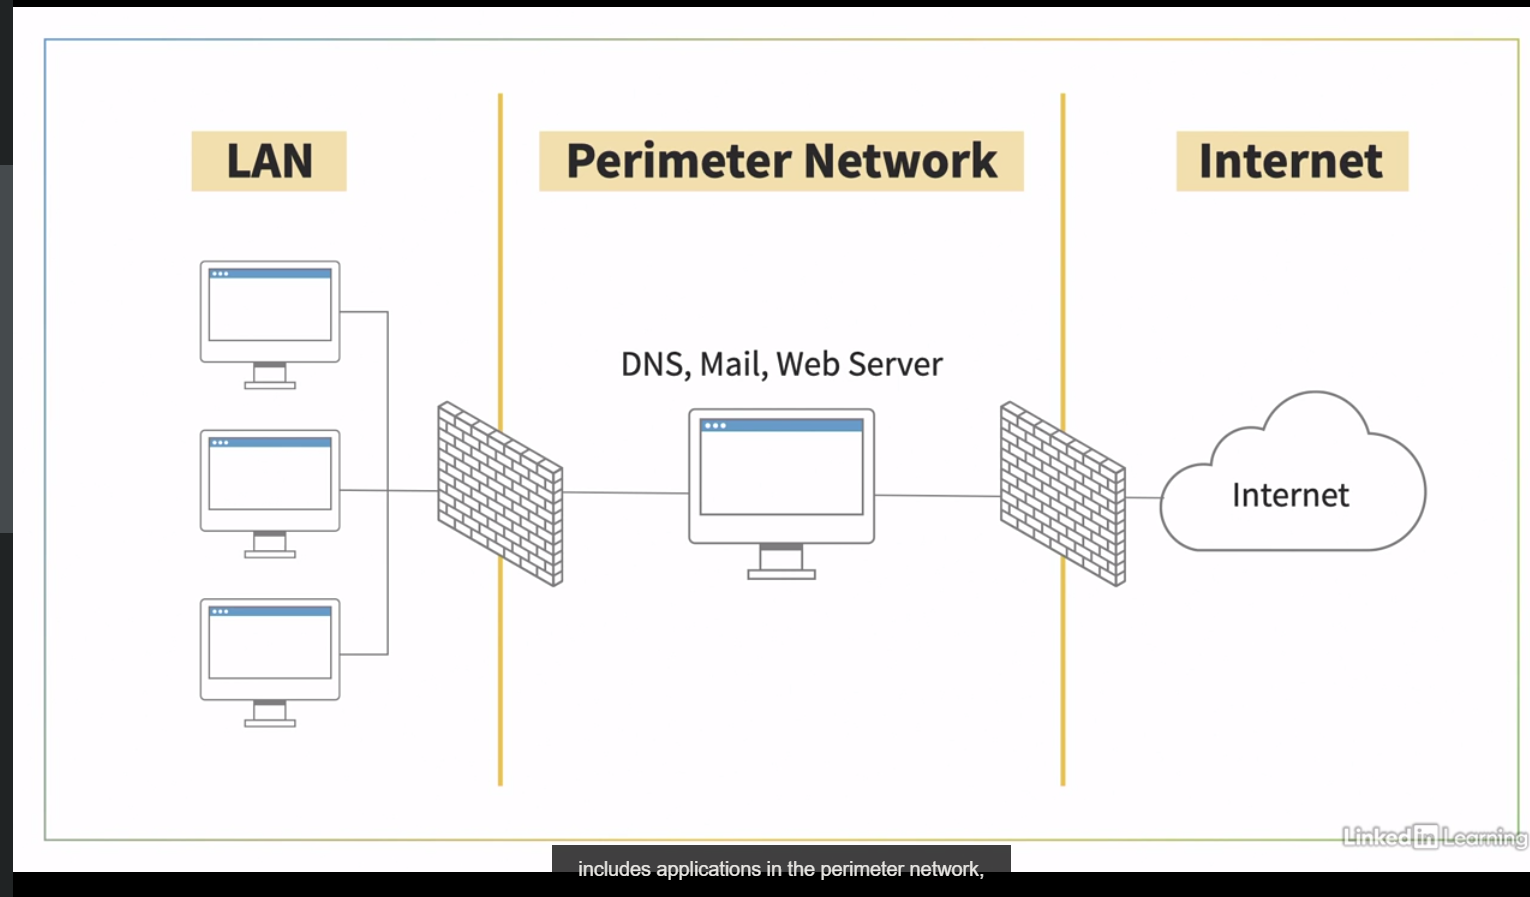 LAN
Perimeter Network
Internet
DNS, Mail, Web Server
Internet
Linked in Learning
includes applications in the perimeter network,